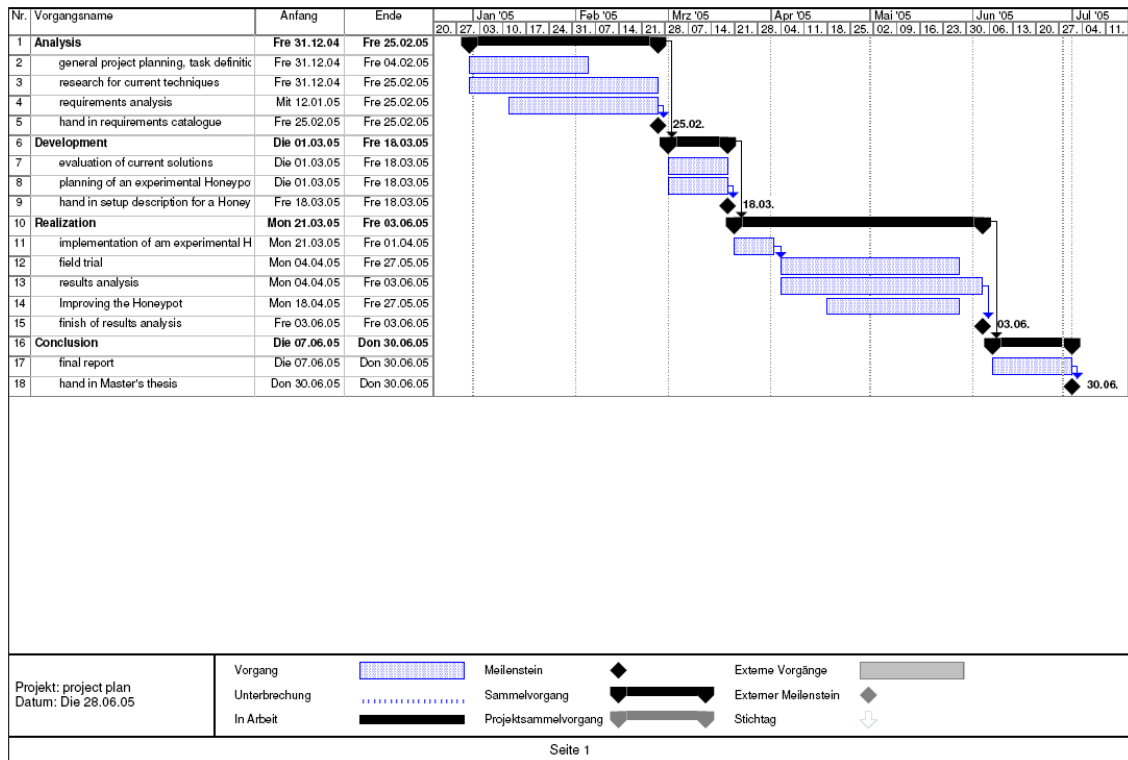 Nr. Vorgangsname Anfang Ende Jan '05 Feb '05 Mrz '05 Apr '05 Mai '05 Jun '05 Jul '05
20. 27. 03. 10. 17. 24. 31. 07. 14. 21. 28. 07. 14. 21. 28. 04. 11. 18. 25. 02. 09. 16. 23. 30. 06. 13. 20. 27. 04. 11.
1 Analysis Fre 31.12.04 Fre 25.02.05
2 general project planning, task definitic Fre 31.12.04 Fre 04.02.05
3 research for current techniques Fre 31.12.04 Fre 25.02.05
4 requirements analysis Mit 12.01.05 Fre 25.02.05
5 hand in requirements catalogue Fre 25.02.05 Fre 25.02.05 25.02.
6 Development Die 01.03.05 Fre 18.03.05
7 evaluation of current solutions Die 01.03.05 Fre 18.03.05
8 planning of an experimental Honeypo Die 01.03.05 Fre 18.03.05
9 hand in setup description for a Honey Fre 18.03.05 Fre 18.03.05 18.03.
10 Realization Mon 21.03.05 Fre 03.06.05
11 implementation of am experimental H Mon 21.03.05 Fre 01.04.05
12 field trial Mon 04.04.05 Fre 27.05.05
13 results analysis Mon 04.04.05 Fre 03.06.05
14 Improving the Honeypot Mon 18.04.05 Fre 27.05.05
15 finish of results analysis Fre 03.06.05 Fre 03.06.05 03.06.
16 Conclusion Die 07.06.05 Don 30.06.05
17 final report Die 07.06.05 Don 30.06.05
18 hand in Master's thesis Don 30.06.05 Don 30.06.05 30.06.
Projekt: project plan
Datum: Die 28.06.05
Vorgang Meilenstein Externe Vorgänge
Unterbrechung Sammelvorgang Externer Meilenstein
In Arbeit Projektsammelvorgang Stichtag
Seite 1